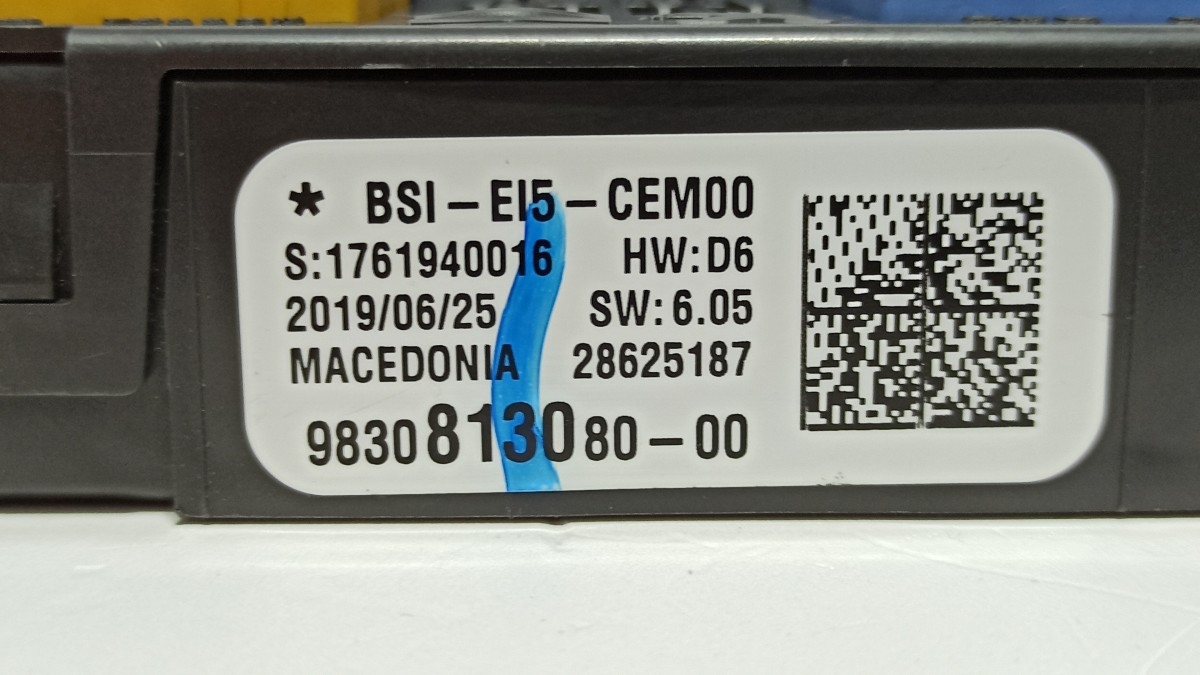 * BSI-EI5-CEM00
S:1761940016 HW:D6
2019/06/25 SW:6.05
MACEDONIA 28625187
9830813080-00